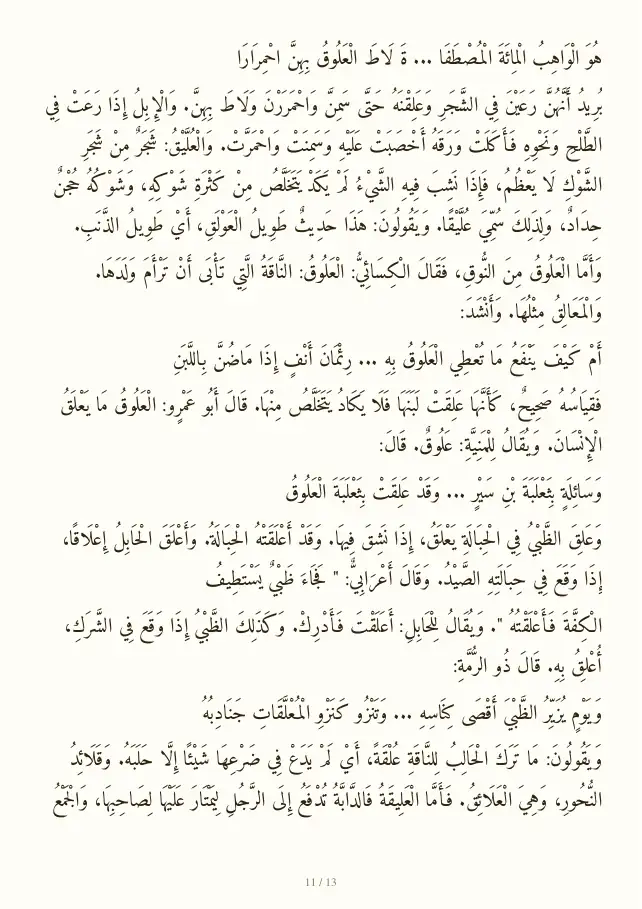 هُوَ الْوَاهِبُ الْمِائَةَ الْمُصْطَفَا ... ةَ لَاطَ الْعَلُوقُ بِهِنَّ احْمِرَارَا
يُرِيدُ أَنَّهُنَّ رَعَيْنَ فِي الشَّجَرِ وَعَلِقْنَهُ حَتَّى سَمِنَّ وَاحْمَرَرْنَ وَلَاطَ بِهِنَّ. وَالْإِبِلُ إِذَا رَعَتْ فِي
الطَّلْحِ وَنَحْوِهِ فَأَكَلَتْ وَرَقَهُ أَخْصَبَتْ عَلَيْهِ وَسَمِنَتْ وَاحْمَرَّتْ. وَالْعُلَّيْقُ: شَجَرٌ مِنْ شَجَرِ
الشَّوْكِ لَا يَعْظُمُ، فَإِذَا نَشِبَ فِيهِ الشَّيْءُ لَمْ يَكَدْ يَتَخَلَّصُ مِنْ كَثْرَةِ شَوْكِهِ، وَشَوْكُهُ حُجْنٌ
حِدَادٌ، وَلِذَلِكَ سُمِّيَ عُلَّيْقًا. وَيَقُولُونَ: هَذَا حَدِيثٌ طَوِيلُ الْعَوْلَقِ، أَيْ طَوِيلُ الذَّنَبِ.
وَأَمَّا الْعَلُوقُ مِنَ النُّوقِ، فَقَالَ الْكِسَائِيُّ: الْعَلُوقُ: النَّاقَةُ الَّتِي تَأْبَى أَنْ تَرْأَمَ وَلَدَهَا.
وَالْمَعَالِقُ مِثْلُهَا. وَأَنْشَدَ:
أَمْ كَيْفَ يَنْفَعُ مَا تُعْطِي الْعَلُوقُ بِهِ ... رِئْمَانَ أَنْفٍ إِذَا مَاضُنَّ بِاللَّبَنِ
فَقِيَاسُهُ صَحِيحٌ، كَأَنَّهَا عَلِقَتْ لَبَنَهَا فَلَا يَكَادُ يَتَخَلَّصُ مِنْهَا. قَالَ أَبُو عَمْرٍو: الْعَلُوقُ مَا يَعْلَقُ
الْإِنْسَانَ. وَيُقَالُ لِلْمَنِيَّةِ: عَلُوقٌ. قَالَ:
وَسَائِلَةٍ بِثَعْلَبَةَ بْنِ سَيْرٍ ... وَقَدْ عَلِقَتْ بِثَعْلَبَةَ الْعَلُوقُ
وَعَلِقَ الظَّبْيُ فِي الْحِبَالَةِ يَعْلَقُ، إِذَا نَشِقَ فِيهَا. وَقَدْ أَعْلَقَتْهُ الْحِبَالَةُ. وَأَعْلَقَ الْحَابِلُ إِعْلَاقًا،
إِذَا وَقَعَ فِي حِبَالَتِهِ الصَّيْدُ. وَقَالَ أَعْرَابِيٌّ: " فَجَاءَ ظَبْيٌ يَسْتَطِيفُ
الْكِفَّةَ فَأَعْلَقْتُهُ ". وَيُقَالُ لِلْحَابِلِ: أَعَلَقْتَ فَأَدْرِكْ. وَكَذَلِكَ الظَّبْيُ إِذَا وَقَعَ فِي الشَّرَكِ،
أُعْلِقُ بِهِ. قَالَ ذُو الرُّمَّةِ:
وَيَوْمٍ يُزَيِّرُ الظَّبْيَ أَقْصَى كِنَاسِهِ ... وَتَنْزُو كَنَزْوِ الْمُعْلَّقَاتِ جَنَادِبُهُ
وَيَقُولُونَ: مَا تَرَكَ الْحَالِبُ لِلنَّاقَةِ عُلْقَةً، أَيْ لَمْ يَدَعْ فِي ضَرْعِهَا شَيْئًا إِلَّا حَلَبَهُ. وَقَلَائِدُ
النُّحُورِ، وَهِيَ الْعَلَائِقُ. فَأَمَّا الْعَلِيقَةُ فَالدَّابَّةُ تُدْفَعُ إِلَى الرَّجُلِ لِيَمْتَارَ عَلَيْهَا لِصَاحِبِهَا، وَالْجَمْعُ
11 / 13